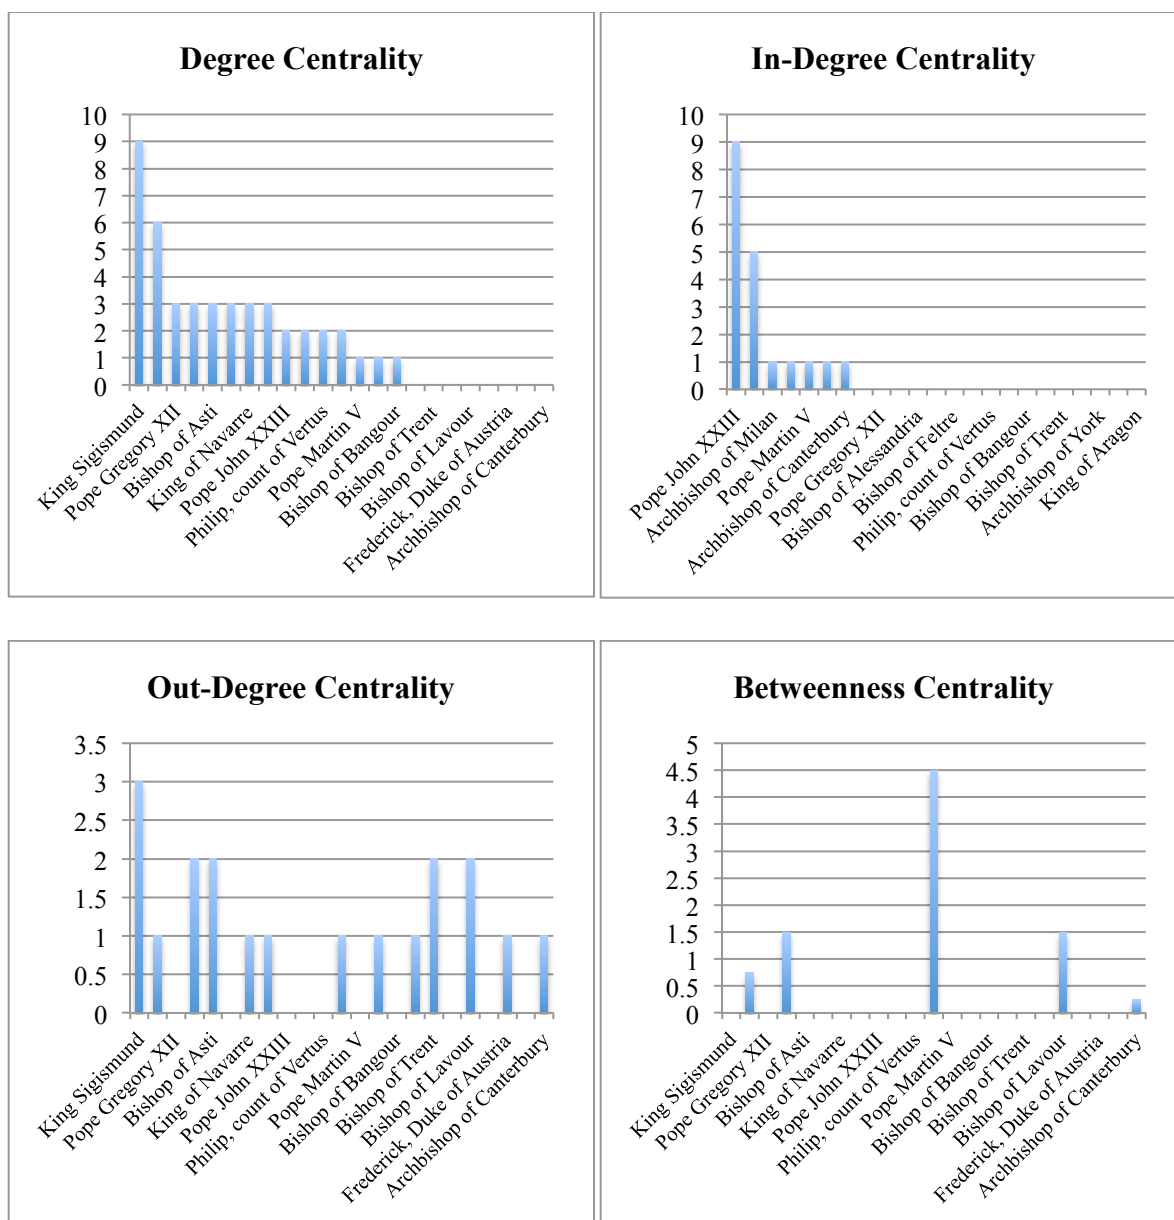 Degree Centrality
10
9
8
7
6
5
4
3
2
1
0
King Sigismund
Pope Gregory XII
Bishop of Asti
King of Navarre
Pope John XXIII
Philip, count of Vertus
Pope Martin V
Bishop of Bangour
Bishop of Trent
Bishop of Lavour
Frederick, Duke of Austria
Archbishop of Canterbury
In-Degree Centrality
10
9
8
7
6
5
4
3
2
1
0
Pope John XXIII
Archbishop of Milan
Pope Martin V
Archbishop of Canterbury
Pope Gregory XII
Bishop of Alessandria
Bishop of Feltre
Philip, count of Vertus
Bishop of Bangour
Bishop of Trent
Archbishop of York
King of Aragon
Out-Degree Centrality
3.5
3
2.5
2
1.5
1
0.5
0
King Sigismund
Pope Gregory XII
Bishop of Asti
King of Navarre
Pope John XXIII
Philip, count of Vertus
Pope Martin V
Bishop of Bangour
Bishop of Trent
Bishop of Lavour
Frederick, Duke of Austria
Archbishop of Canterbury
Betweenness Centrality
5
4.5
4
3.5
3
2.5
2
1.5
1
0.5
0
King Sigismund
Pope Gregory XII
Bishop of Asti
King of Navarre
Pope John XXIII
Philip, count of Vertus
Pope Martin V
Bishop of Bangour
Bishop of Trent
Bishop of Lavour
Frederick, Duke of Austria
Archbishop of Canterbury